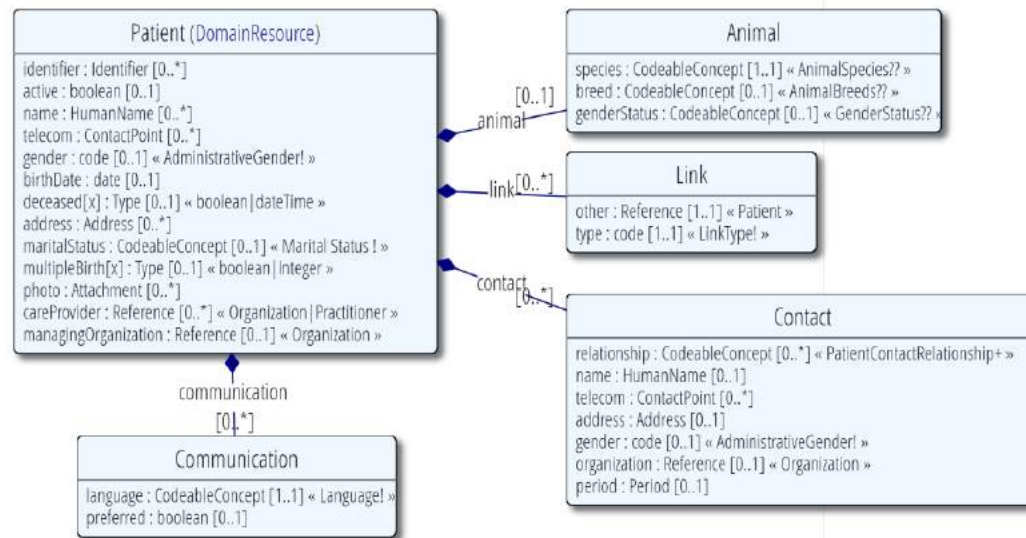 Patient (DomainResource)
identifier : Identifier [0..*]
active : boolean [0..1]
name : HumanName [0..*]
telecom : ContactPoint [0..*]
gender : code [0..1] « AdministrativeGender! »
birthDate : date [0..1]
deceased[x] : Type [0..1] « boolean|dateTime »
address : Address [0..*]
maritalStatus : CodeableConcept [0..1] « Marital Status ! »
multipleBirth[x] : Type [0..1] « boolean|Integer »
photo : Attachment [0..*]
careProvider : Reference [0..*] « Organization|Practitioner »
managingOrganization : Reference [0..1] « Organization »
[0..1]
animal
Animal
species : CodeableConcept [1..1] « AnimalSpecies?? »
breed : CodeableConcept [0..1] « AnimalBreeds?? »
genderStatus : CodeableConcept [0..1] « GenderStatus?? »
link [0..*]
Link
other : Reference [1..1] « Patient »
type : code [1..1] « LinkType! »
contact
[0..*]
Contact
relationship : CodeableConcept [0..*] « PatientContactRelationship+ »
name : HumanName [0..1]
telecom : ContactPoint [0..*]
address : Address [0..1]
gender : code [0..1] « AdministrativeGender! »
organization : Reference [0..1] « Organization »
period : Period [0..1]
communication
[0..*]
Communication
language : CodeableConcept [1..1] « Language! »
preferred : boolean [0..1]